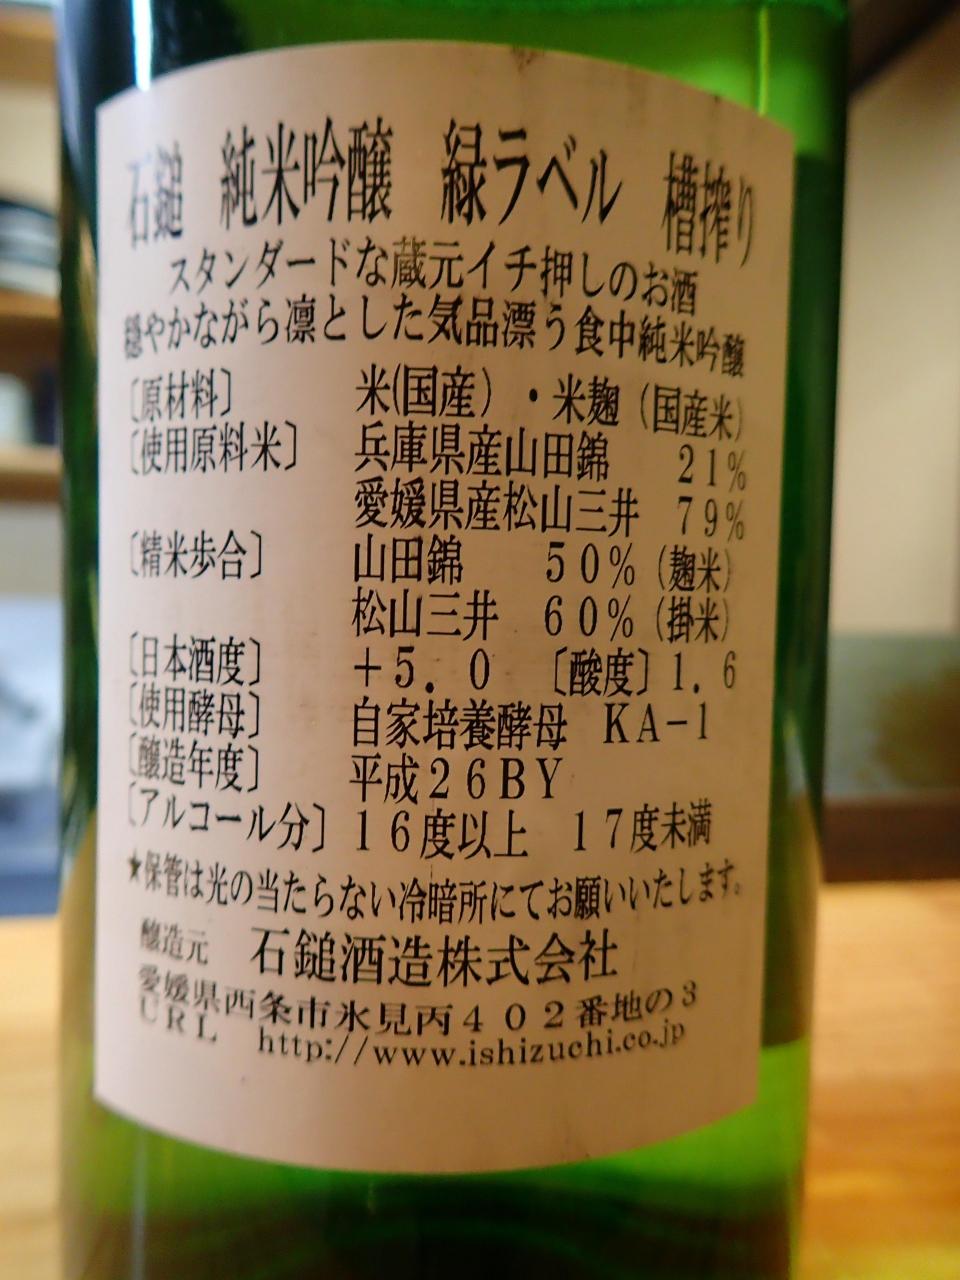 石鎚 純米吟醸 緑ラベル 槽搾り
スタンダードな蔵元イチ押しのお酒
穏やかながら凛とした気品漂う食中純米吟醸
〔原材料〕 米(国産)・米麹(国産米)
〔使用原料米〕 兵庫県産山田錦 21%
愛媛県産松山三井 79%
〔精米歩合〕 山田錦 50%(麹米)
松山三井 60%(掛米)
〔日本酒度〕 +5.0 〔酸度〕1.6
〔使用酵母〕 自家培養酵母 KA-1
〔醸造年度〕 平成26BY
〔アルコール分〕 16度以上 17度未満
★保管は光の当たらない冷暗所にてお願いいたします。
醸造元 石鎚酒造株式会社
愛媛県西条市氷見丙402番地の3
URL http://www.ishizuchi.co.jp